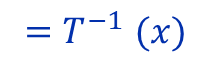 = T⁻¹ (x)